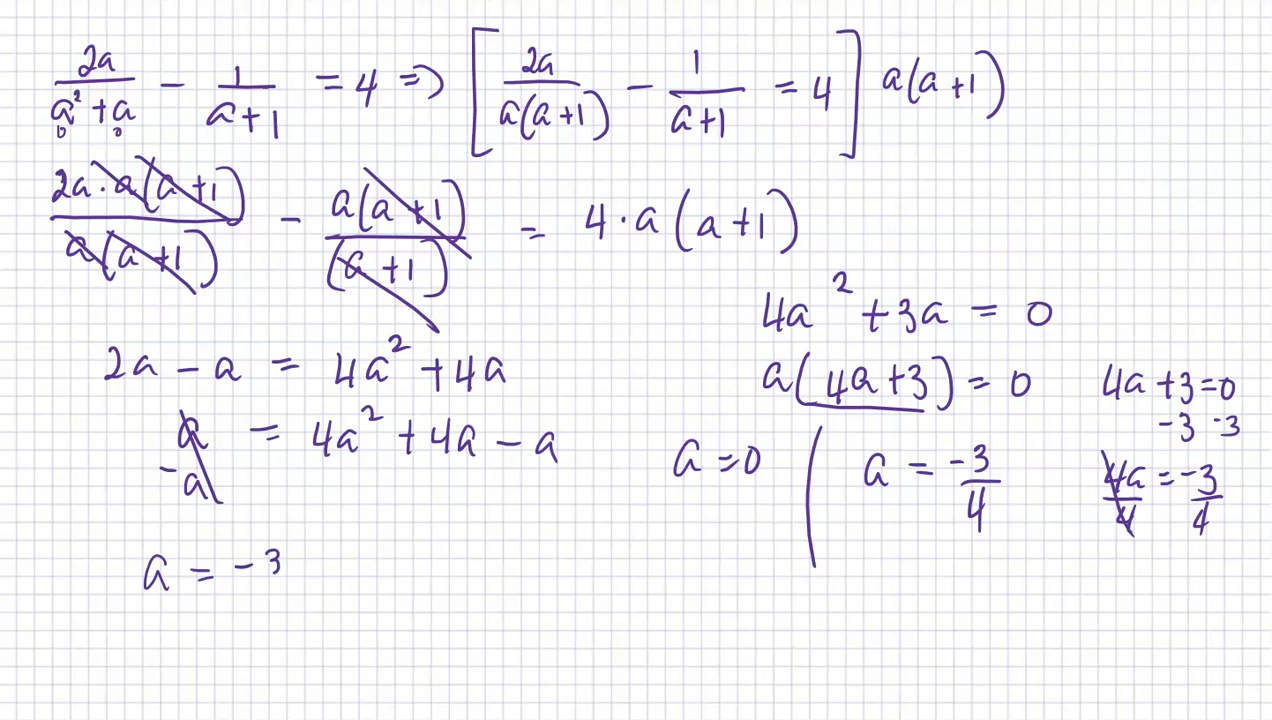 2a/(a² + a) − 1/(a+1) = 4 => [2a/(a(a+1)) − 1/(a+1) = 4] a(a+1)
0 0
2a·a(a+1)/(a(a+1)) − a(a+1)/(a+1) = 4·a(a+1)
4a² + 3a = 0
2a − a = 4a² + 4a
a(4a+3) = 0
4a + 3 = 0
−3 −3
a = 4a² + 4a − a
−a
a = 0
a = −3/4
4a/4 = −3/4
a = −3